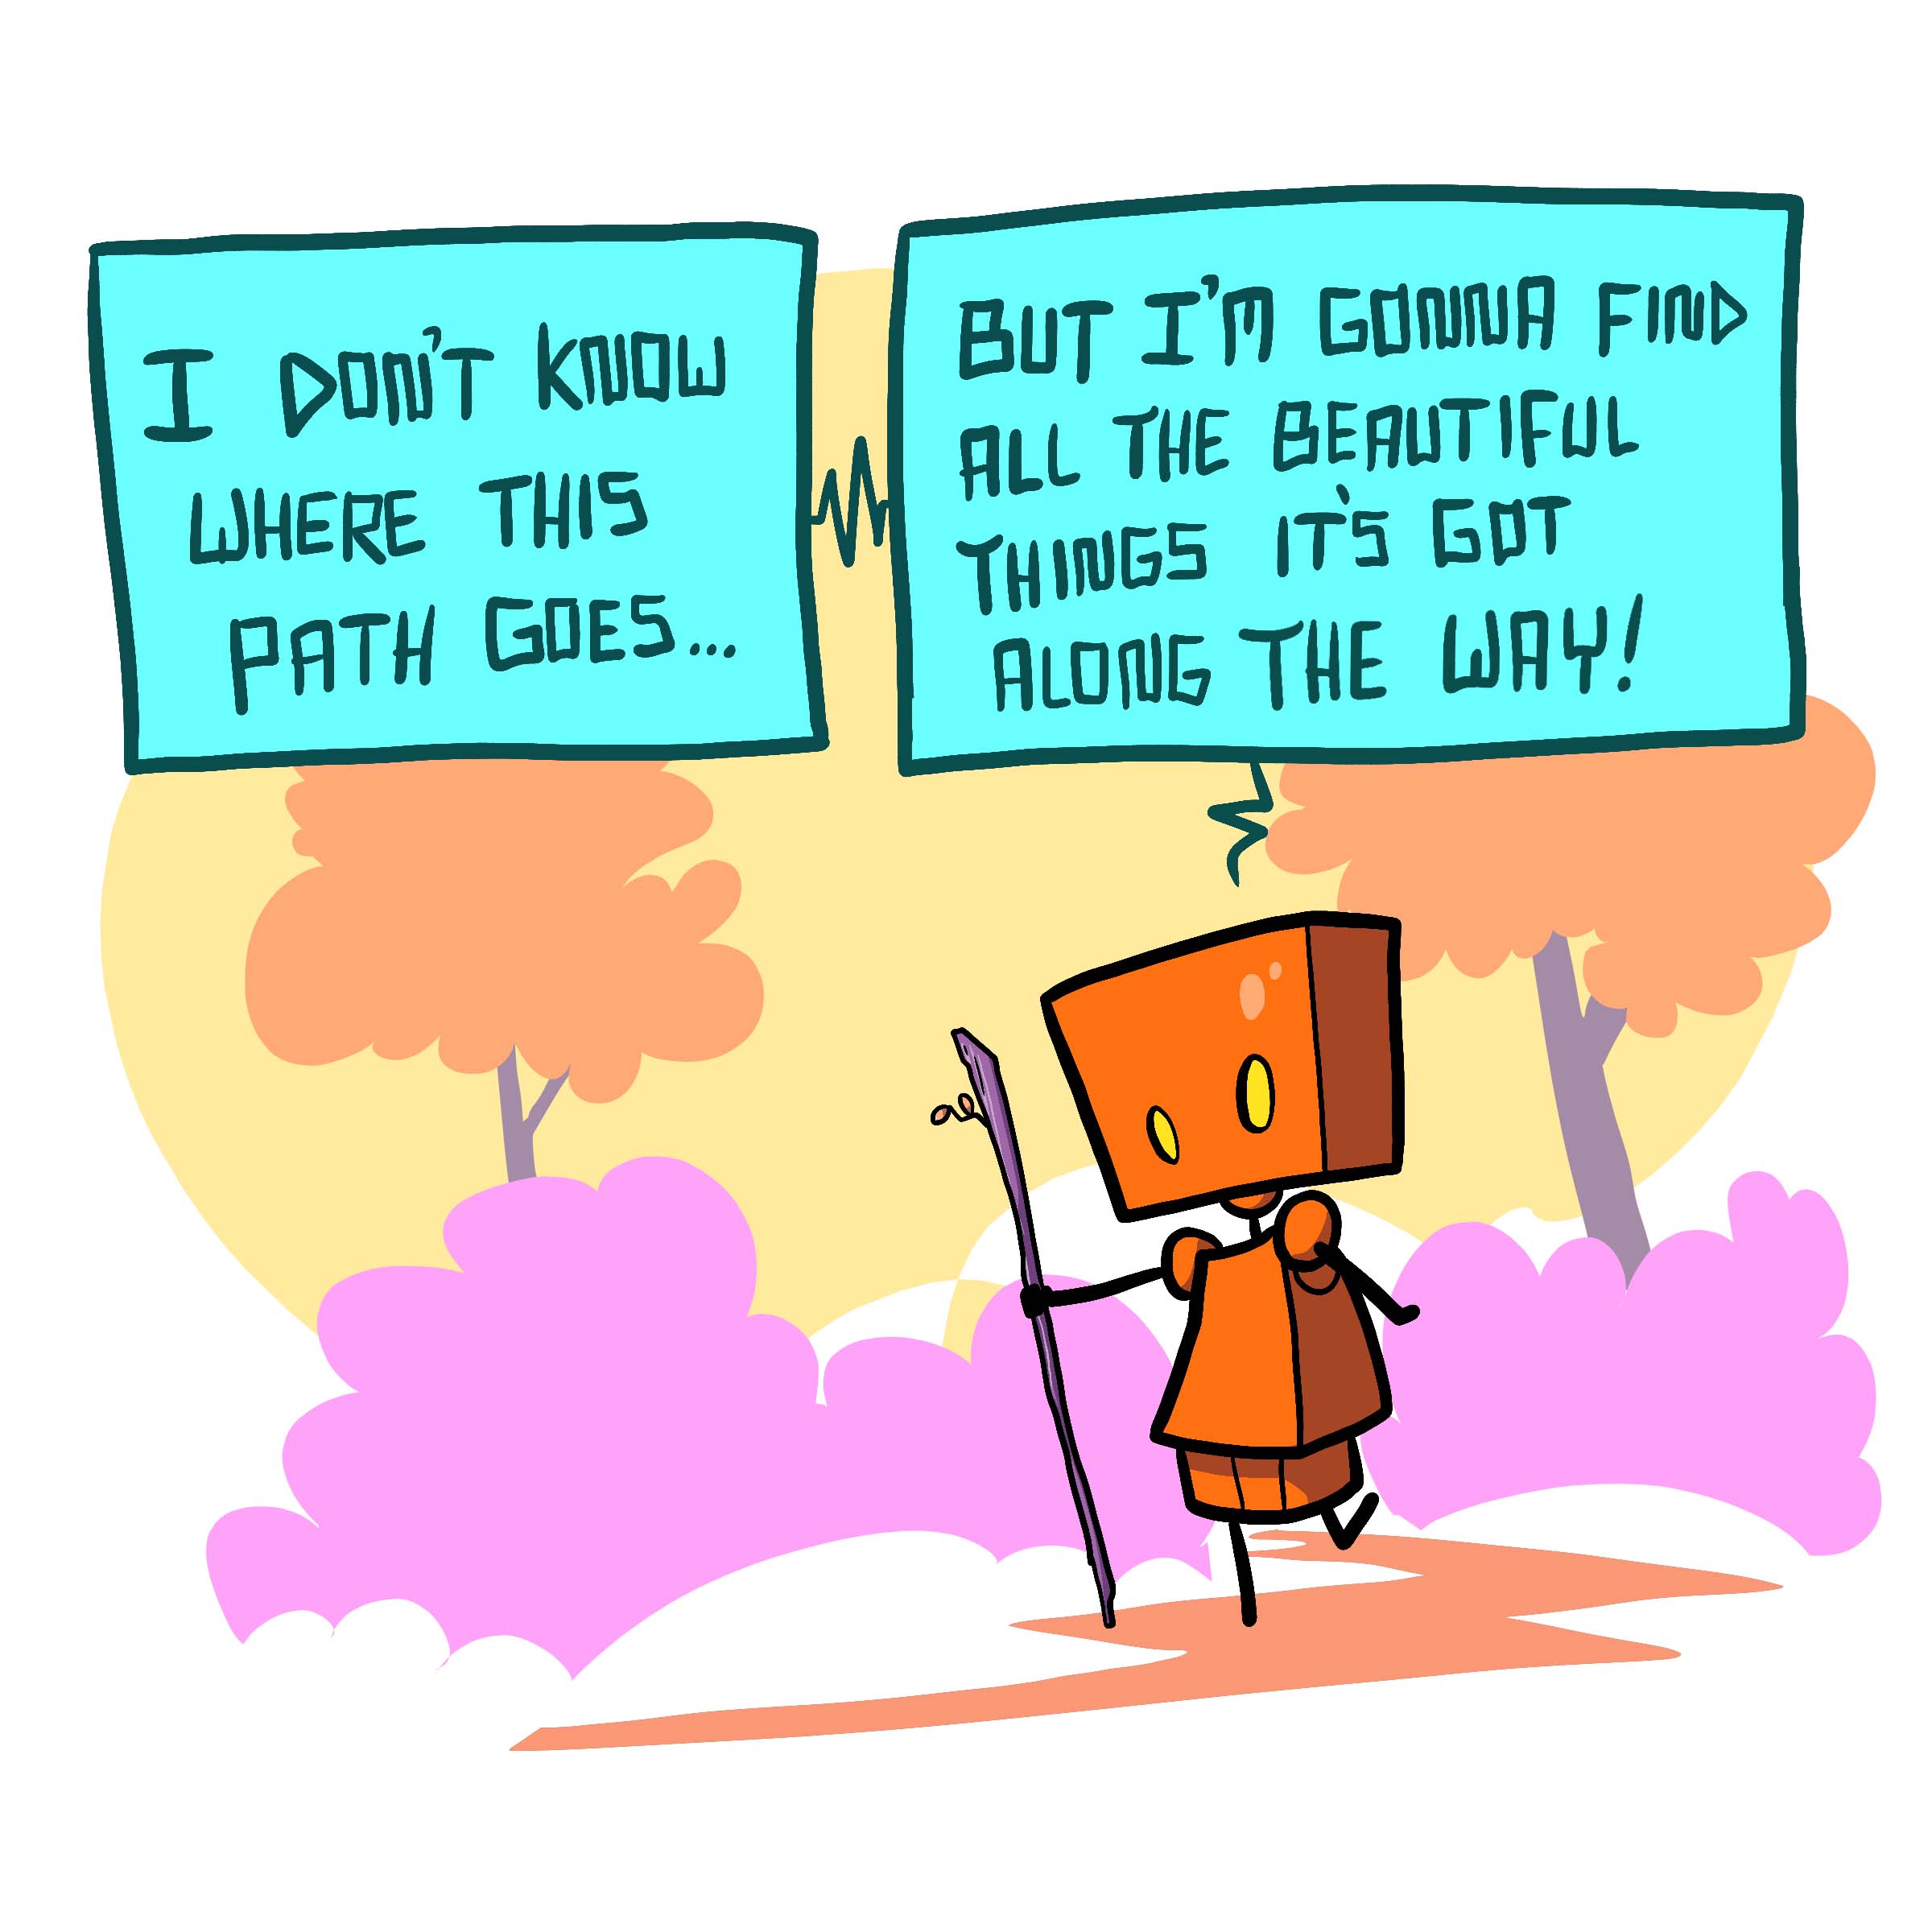 I DON'T KNOW
WHERE THIS
PATH GOES...
BUT I'M GONNA FIND
ALL THE BEAUTIFUL
THINGS IT'S GOT
ALONG THE WAY!